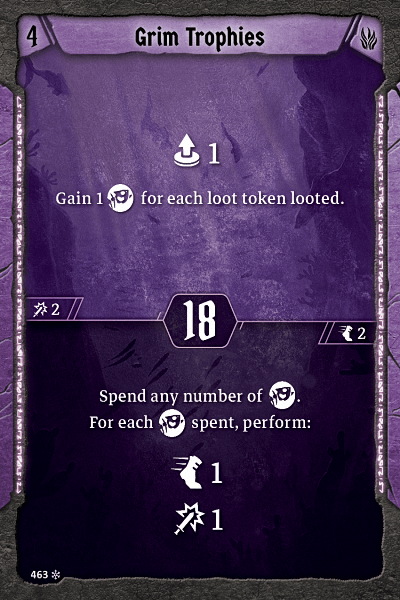 4
Grim Trophies
1
Gain 1 for each loot token looted.
2
18
2
Spend any number of .
For each spent, perform:
1
1
463